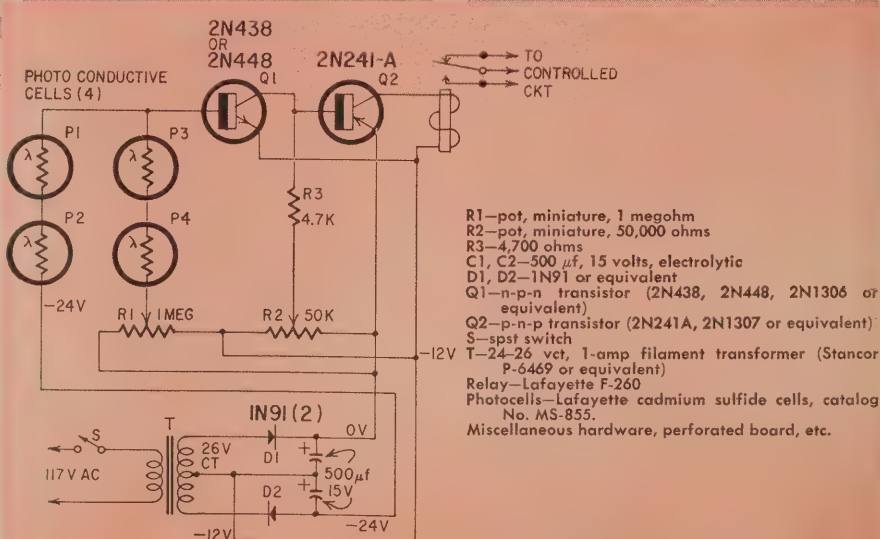 2N438
OR
2N448
Q1
2N241-A
Q2
TO
CONTROLLED
CKT
PHOTO CONDUCTIVE
CELLS (4)
P1
λ
P3
λ
P2
λ
P4
λ
R3
4.7K
-24V
R1
1MEG
R2
50K
-12V
R1—pot, miniature, 1 megohm
R2—pot, miniature, 50,000 ohms
R3—4,700 ohms
C1, C2—500 μf, 15 volts, electrolytic
D1, D2—1N91 or equivalent
Q1—n-p-n transistor (2N438, 2N448, 2N1306 or
equivalent)
Q2—p-n-p transistor (2N241A, 2N1307 or equivalent)
S—spst switch
T—24-26 vct, 1-amp filament transformer (Stancor
P-6469 or equivalent)
Relay—Lafayette F-260
Photocells—Lafayette cadmium sulfide cells, catalog
No. MS-855.
Miscellaneous hardware, perforated board, etc.
1N91 (2)
T
S
117V AC
26V
CT
D1
0V
+
500μf
+
15V
D2
-24V
-12V